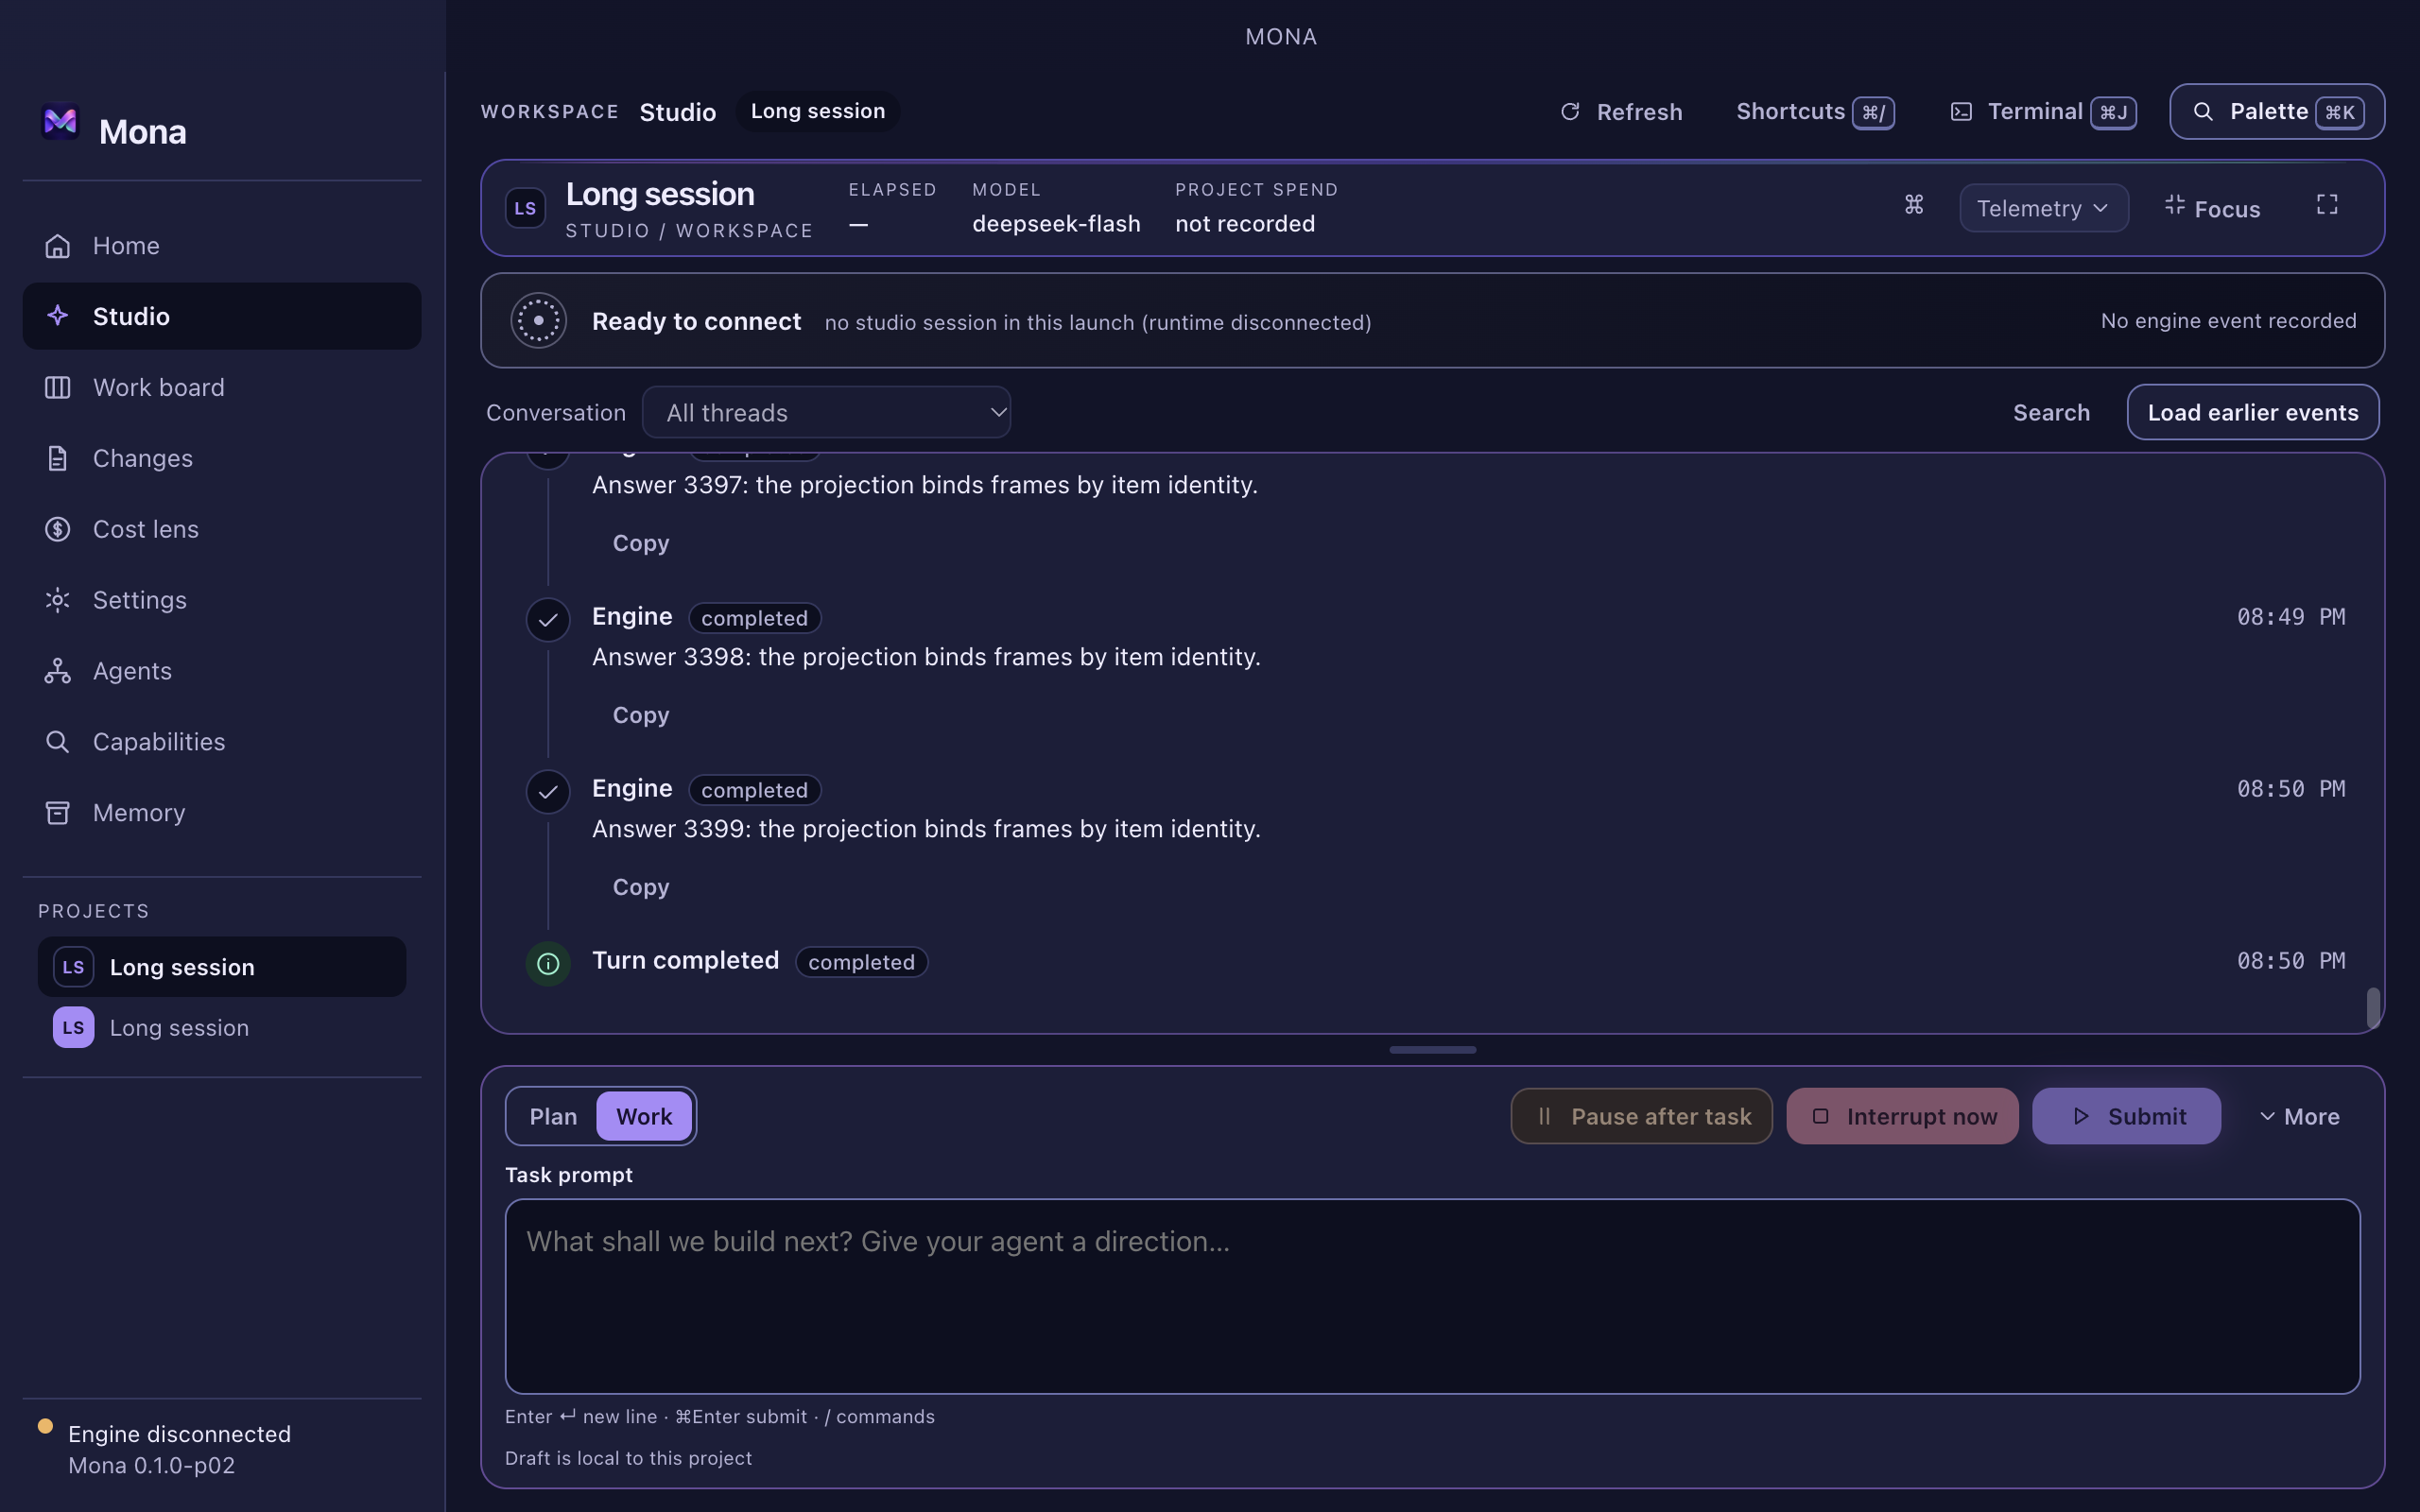 MONA
Mona
Home
Studio
Work board
Changes
Cost lens
Settings
Agents
Capabilities
Memory
PROJECTS
LS Long session
LS Long session
Engine disconnected
Mona 0.1.0-p02
WORKSPACE Studio Long session
Refresh Shortcuts ⌘/ Terminal ⌘J Palette ⌘K
LS Long session
STUDIO / WORKSPACE
ELAPSED
—
MODEL
deepseek-flash
PROJECT SPEND
not recorded
⌘ Telemetry Focus
Ready to connect no studio session in this launch (runtime disconnected) No engine event recorded
Conversation All threads Search Load earlier events
Answer 3397: the projection binds frames by item identity.
Copy
Engine completed 08:49 PM
Answer 3398: the projection binds frames by item identity.
Copy
Engine completed 08:50 PM
Answer 3399: the projection binds frames by item identity.
Copy
Turn completed completed 08:50 PM
Plan Work Pause after task Interrupt now Submit More
Task prompt
What shall we build next? Give your agent a direction...
Enter ↵ new line · ⌘Enter submit · / commands
Draft is local to this project